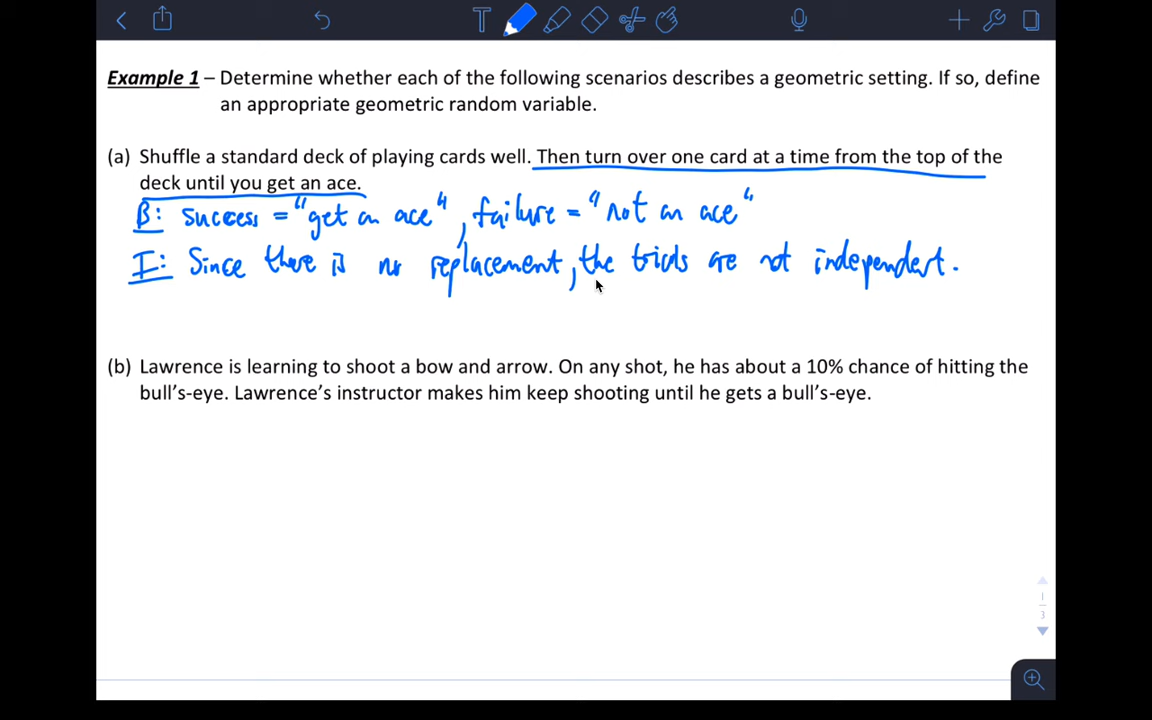 Example 1 – Determine whether each of the following scenarios describes a geometric setting. If so, define
an appropriate geometric random variable.
(a) Shuffle a standard deck of playing cards well. Then turn over one card at a time from the top of the
deck until you get an ace.
B: success = "get an ace", failure = "not an ace"
I: Since there is no replacement, the trials are not independent.
(b) Lawrence is learning to shoot a bow and arrow. On any shot, he has about a 10% chance of hitting the
bull's-eye. Lawrence's instructor makes him keep shooting until he gets a bull's-eye.
1
3